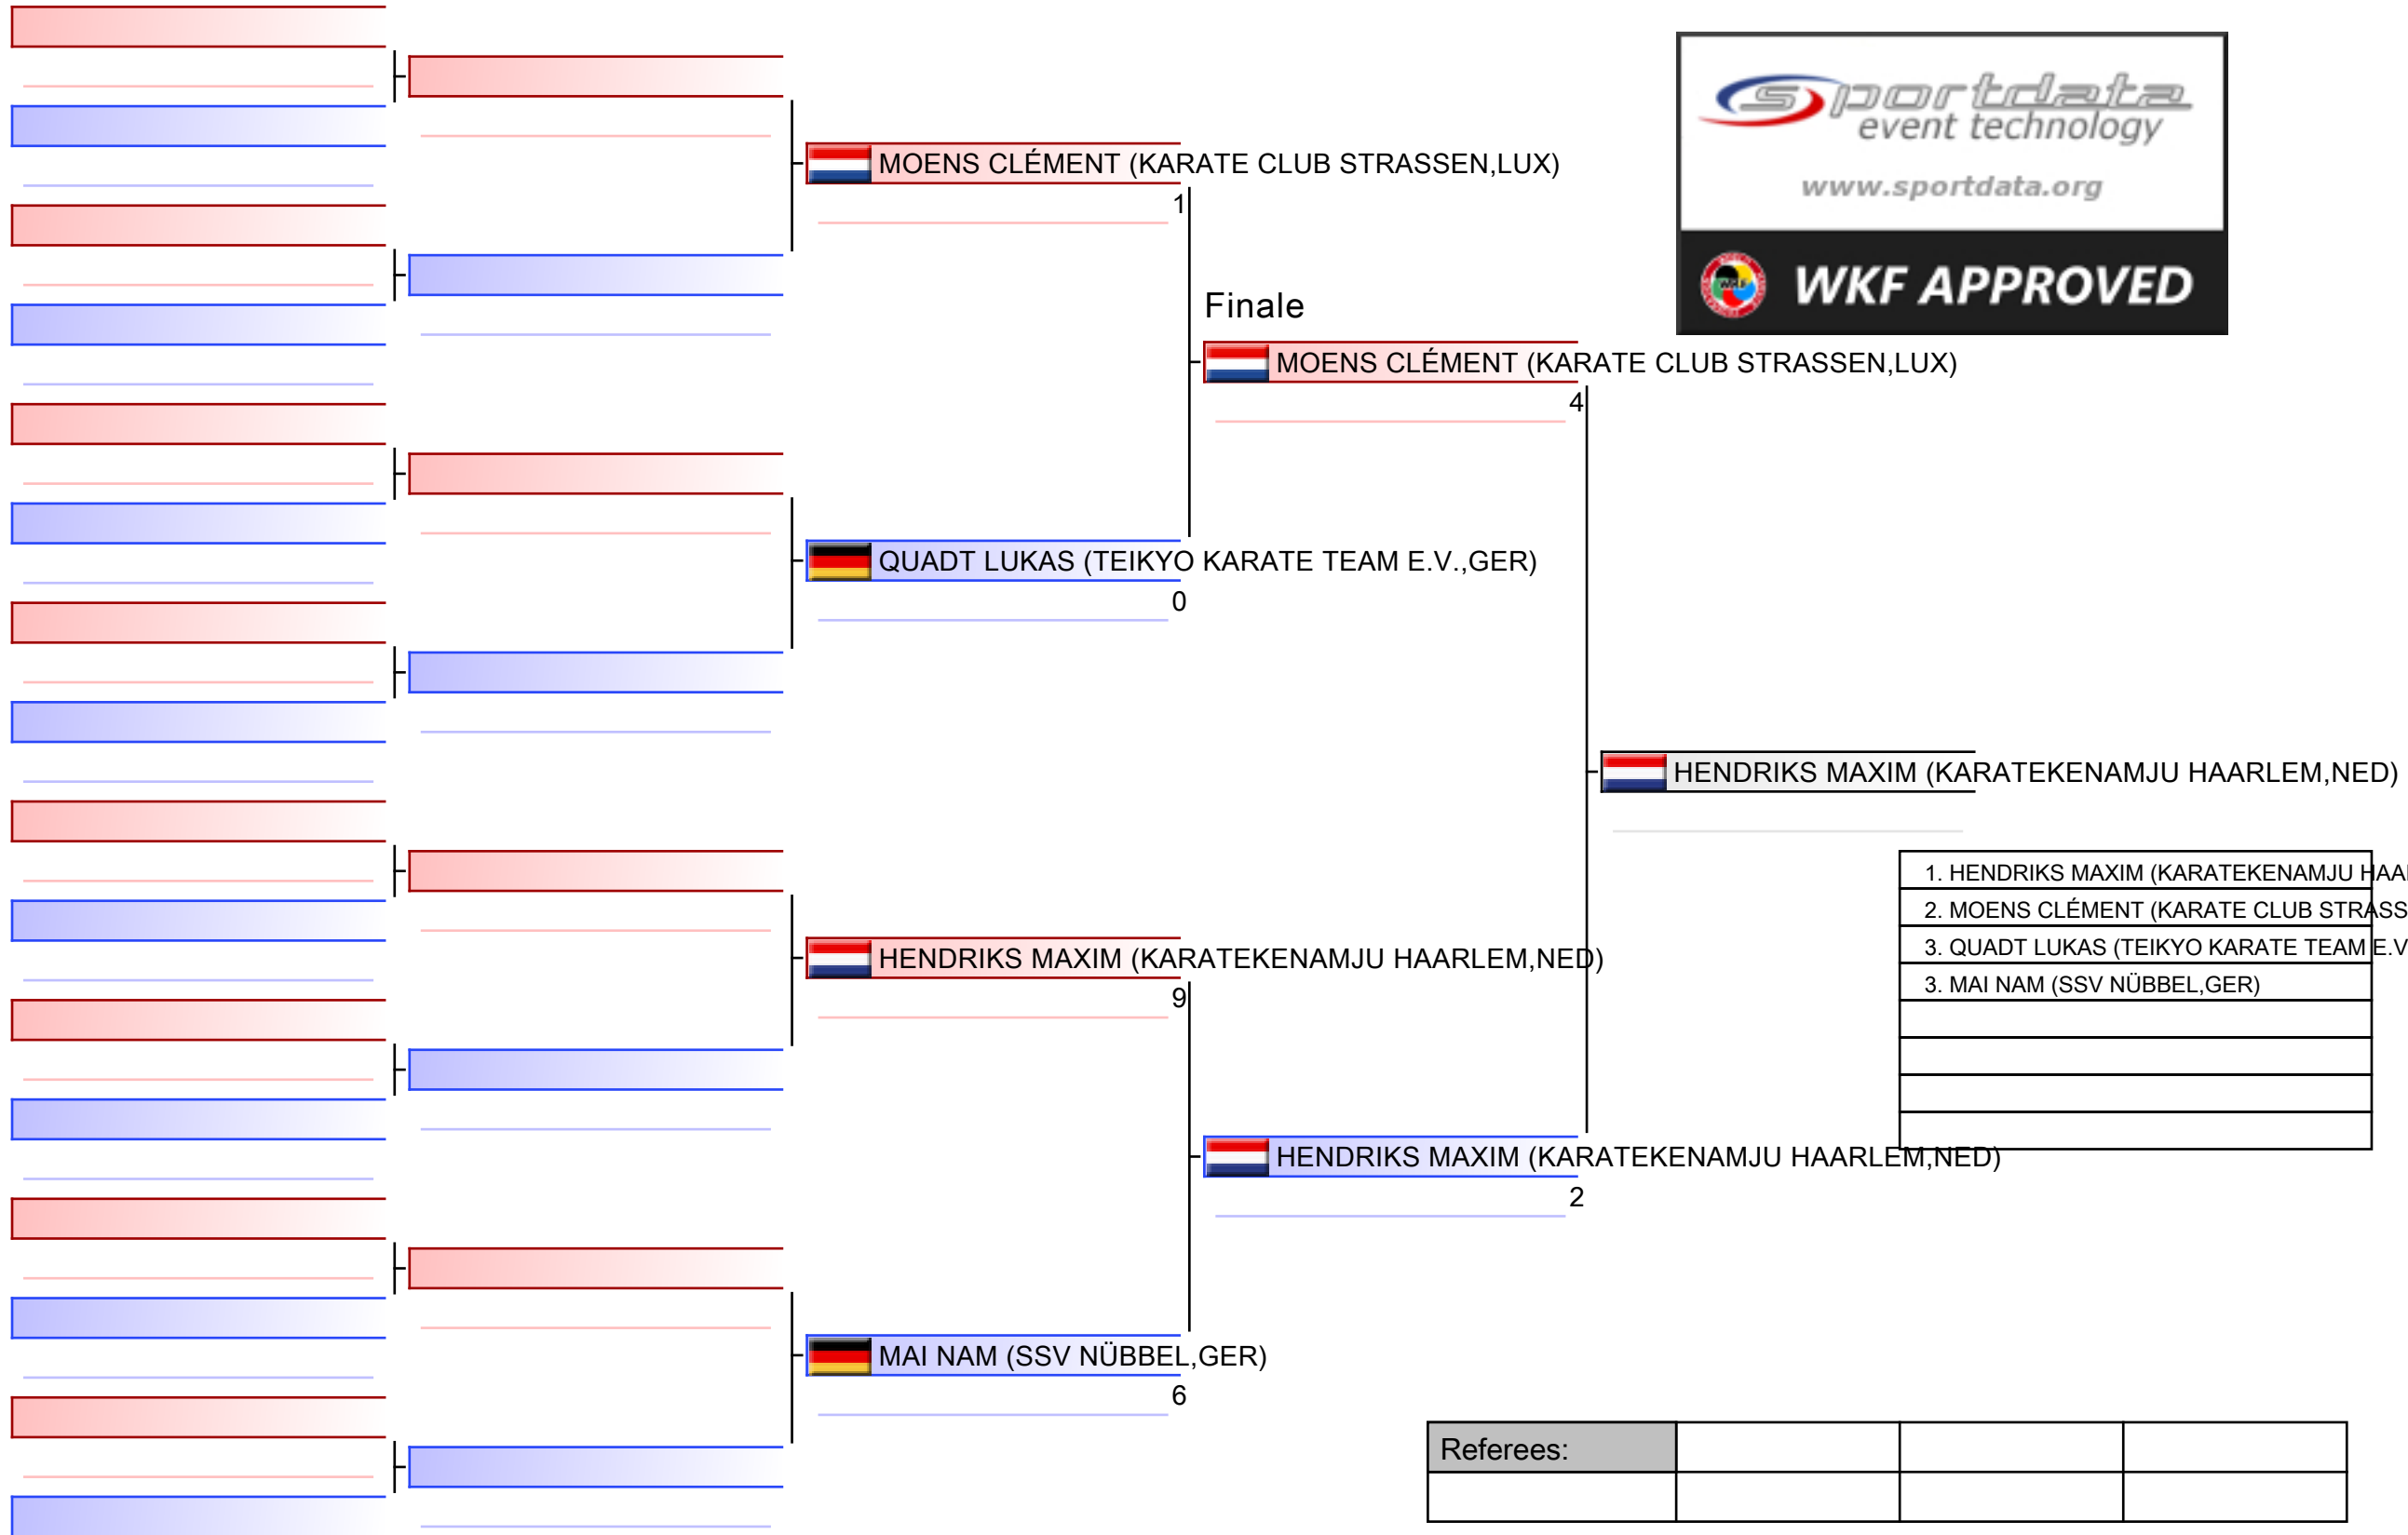 sportdata
event technology
www.sportdata.org
WKF APPROVED
MOENS CLÉMENT (KARATE CLUB STRASSEN,LUX)
1
Finale
MOENS CLÉMENT (KARATE CLUB STRASSEN,LUX)
4
QUADT LUKAS (TEIKYO KARATE TEAM E.V.,GER)
0
HENDRIKS MAXIM (KARATEKENAMJU HAARLEM,NED)
1. HENDRIKS MAXIM (KARATEKENAMJU HAA
2. MOENS CLÉMENT (KARATE CLUB STRASS
3. QUADT LUKAS (TEIKYO KARATE TEAM E.V
3. MAI NAM (SSV NÜBBEL,GER)
HENDRIKS MAXIM (KARATEKENAMJU HAARLEM,NED)
9
HENDRIKS MAXIM (KARATEKENAMJU HAARLEM,NED)
2
MAI NAM (SSV NÜBBEL,GER)
6
Referees: